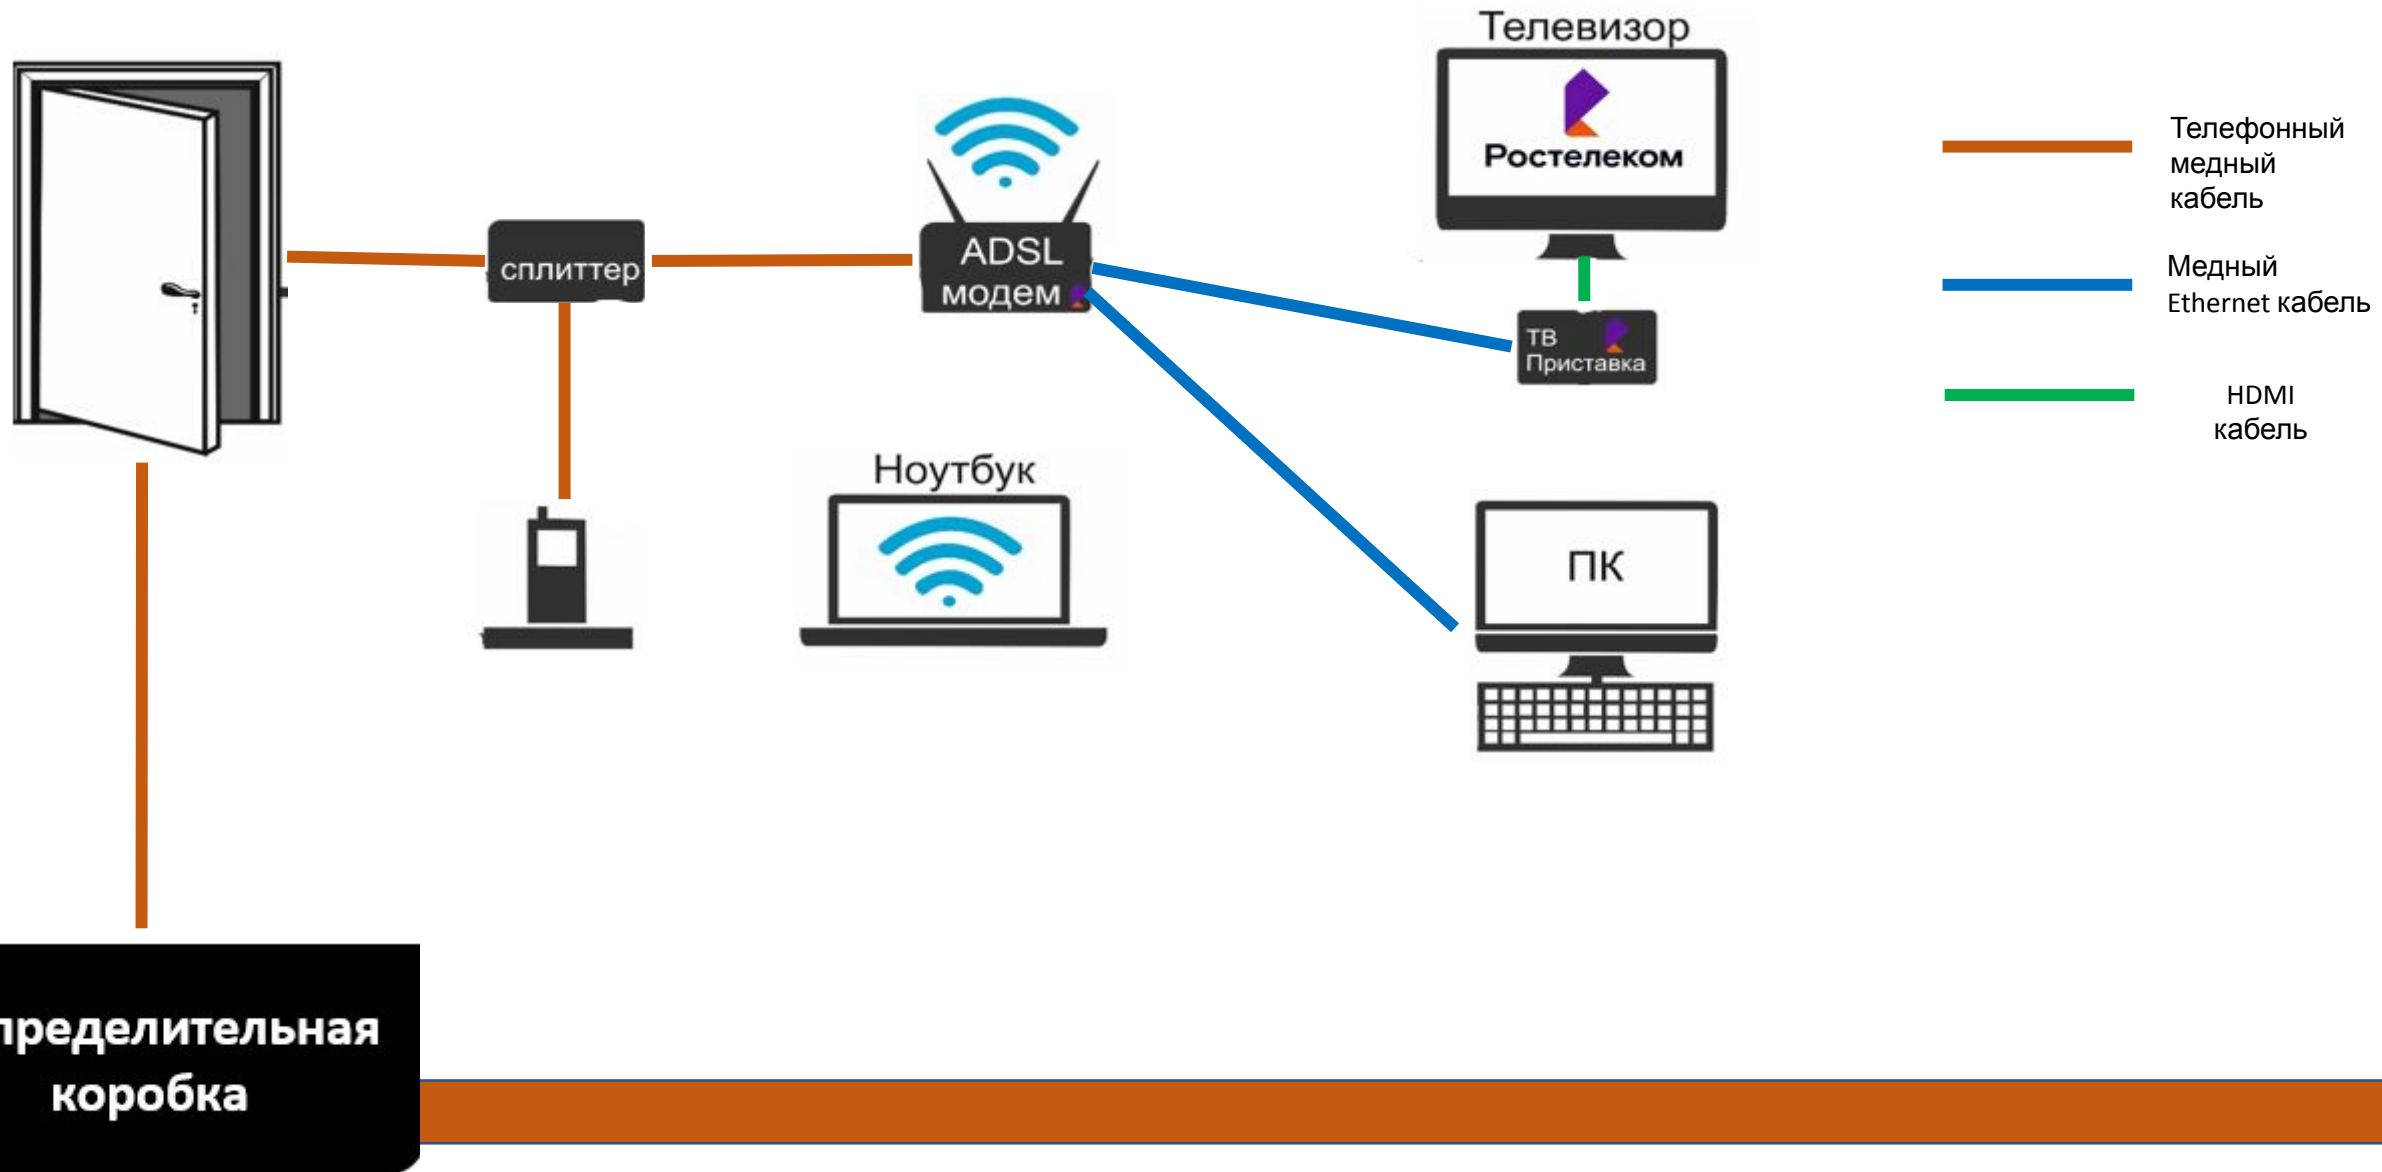 Телевизор
Ростелеком
Телефонный
медный
кабель
сплиттер
ADSL
модем
Медный
Ethernet кабель
ТВ
Приставка
HDMI
кабель
Ноутбук
ПК
пределительная
коробка